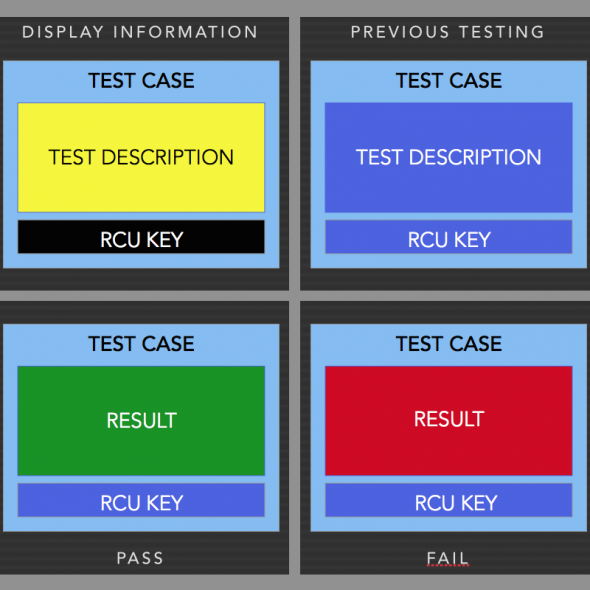 DISPLAY INFORMATION
TEST CASE
TEST DESCRIPTION
RCU KEY
PREVIOUS TESTING
TEST CASE
TEST DESCRIPTION
RCU KEY
TEST CASE
RESULT
RCU KEY
PASS
TEST CASE
RESULT
RCU KEY
FAIL